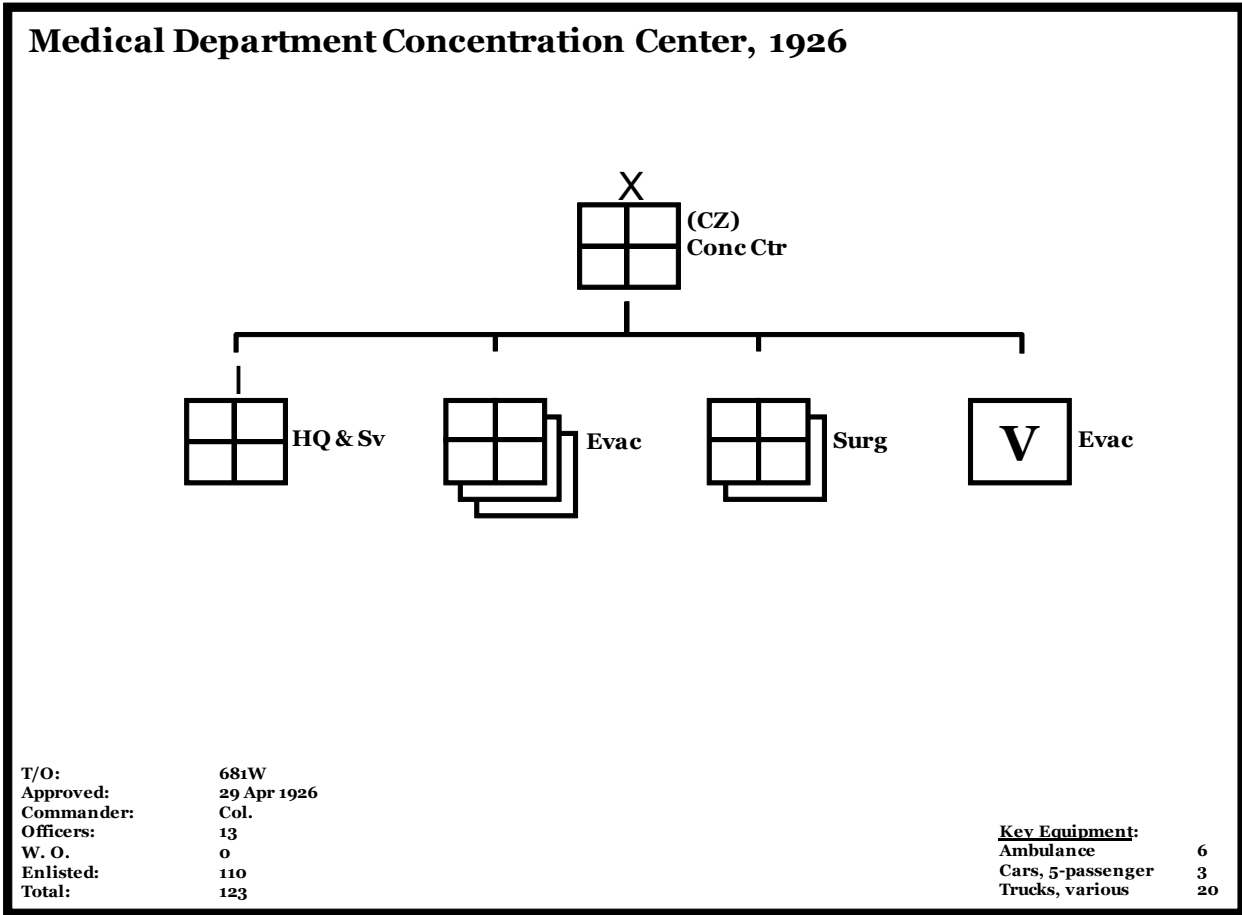 Medical Department Concentration Center, 1926
X
(CZ)
Conc Ctr
HQ & Sv
Evac
Surg
V
Evac
T/O: 681W
Approved: 29 Apr 1926
Commander: Col.
Officers: 13
W. O. 0
Enlisted: 110
Total: 123
Key Equipment:
Ambulance 6
Cars, 5-passenger 3
Trucks, various 20